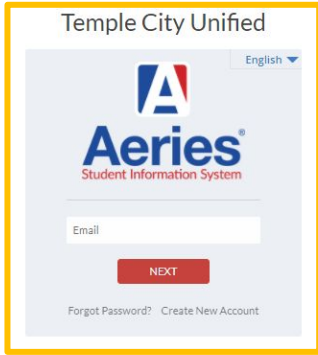 Temple City Unified
English
A
Aeries®
Student Information System
Email
NEXT
Forgot Password? Create New Account